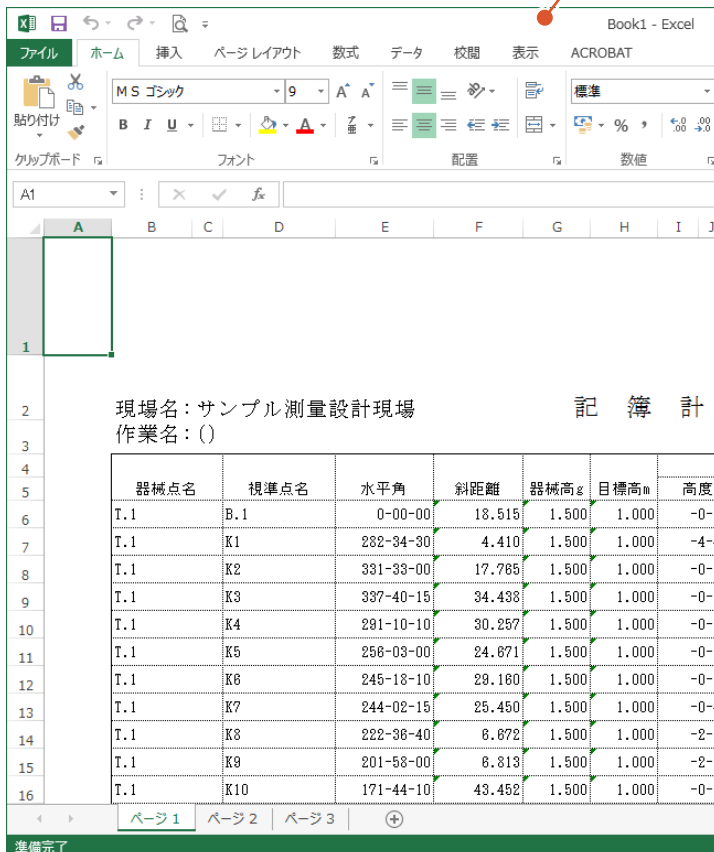 Book1 - Excel
ファイル ホーム 挿入 ページ レイアウト 数式 データ 校閲 表示 ACROBAT
貼り付け
ＭＳ ゴシック 9 A A 標準
B I U A % ,
クリップボード フォント 配置 数値
A1 fx
A B C D E F G H I J
1
2 現場名：サンプル測量設計現場 記 簿 計
3 作業名：()
4
5 器械点名 視準点名 水平角 斜距離 器械高g 目標高m 高度
6 T.1 B.1 0-00-00 18.515 1.500 1.000 -0-
7 T.1 K1 282-34-30 4.410 1.500 1.000 -4-
8 T.1 K2 331-33-00 17.765 1.500 1.000 -0-
9 T.1 K3 337-40-15 34.438 1.500 1.000 -0-
10 T.1 K4 291-10-10 30.257 1.500 1.000 -0-
11 T.1 K5 256-03-00 24.671 1.500 1.000 -0-
12 T.1 K6 245-18-10 29.160 1.500 1.000 -0-
13 T.1 K7 244-02-15 25.450 1.500 1.000 -0-
14 T.1 K8 222-36-40 6.672 1.500 1.000 -2-
15 T.1 K9 201-58-00 6.813 1.500 1.000 -2-
16 T.1 K10 171-44-10 43.452 1.500 1.000 -0-
ページ 1 ページ 2 ページ 3
準備完了